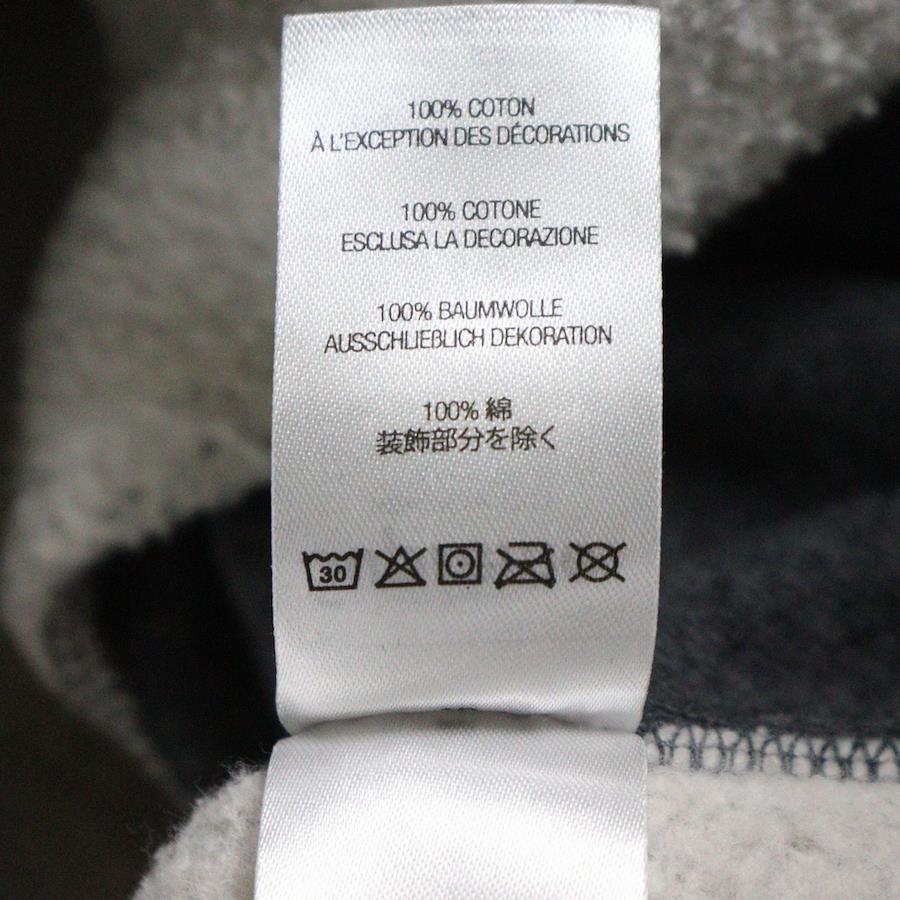 100% COTON
À L'EXCEPTION DES DÉCORATIONS
100% COTONE
ESCLUSA LA DECORAZIONE
100% BAUMWOLLE
AUSSCHLIEßLICH DEKORATION
100% 綿
装飾部分を除く
30